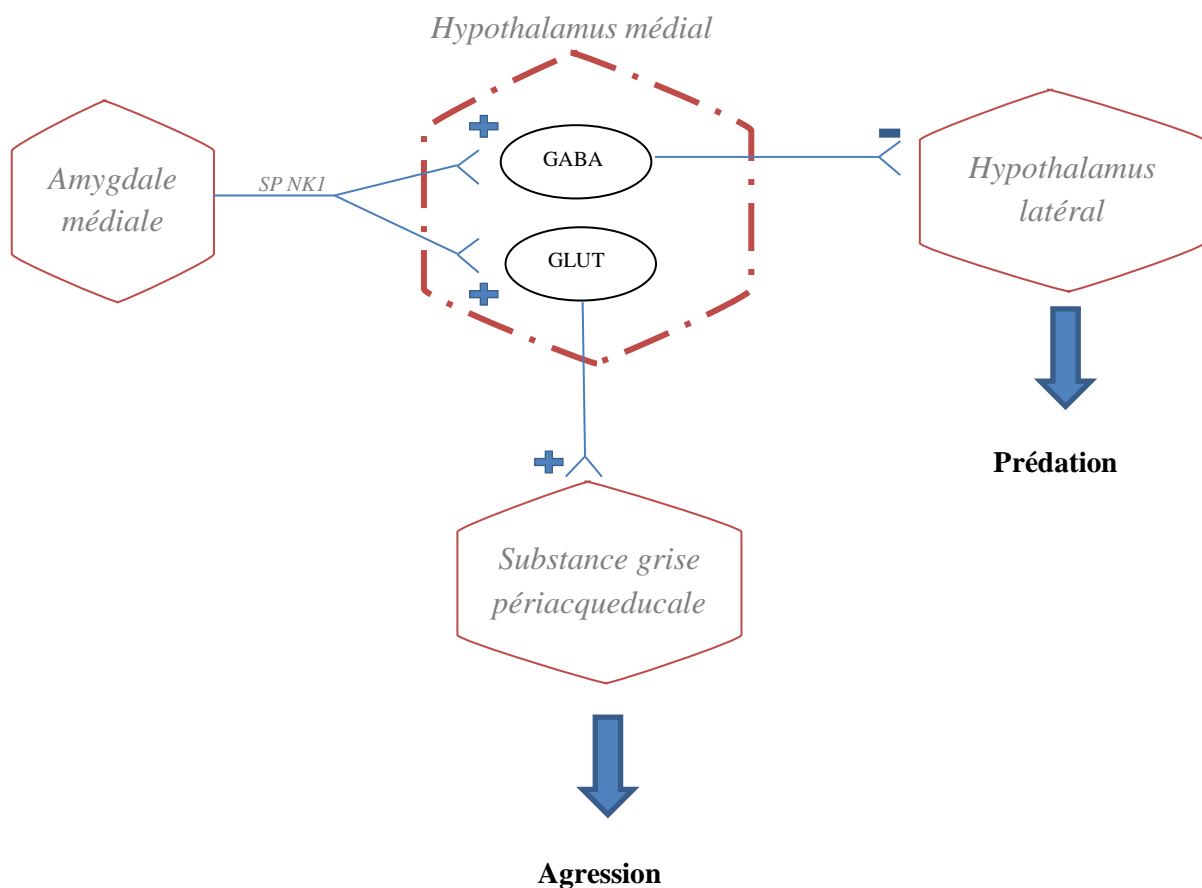 Hypothalamus médial
Amygdale
médiale
SP NK1
GABA
GLUT
Hypothalamus
latéral
Prédation
Substance grise
périacqueducale
Agression